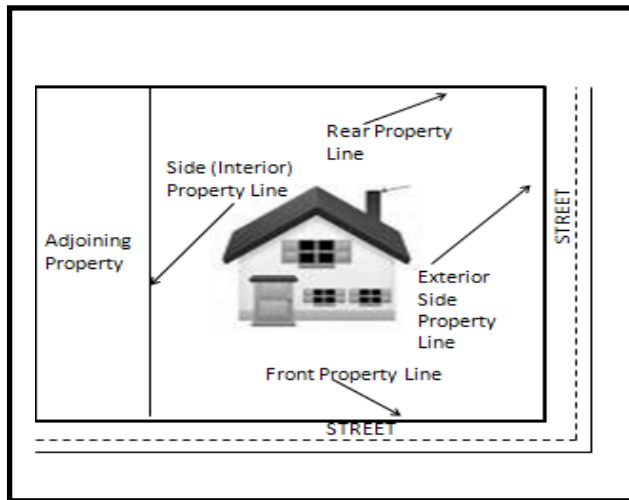 Rear Property
Line
Side (Interior)
Property Line
Adjoining
Property
STREET
Exterior
Side
Property
Line
Front Property Line
STREET